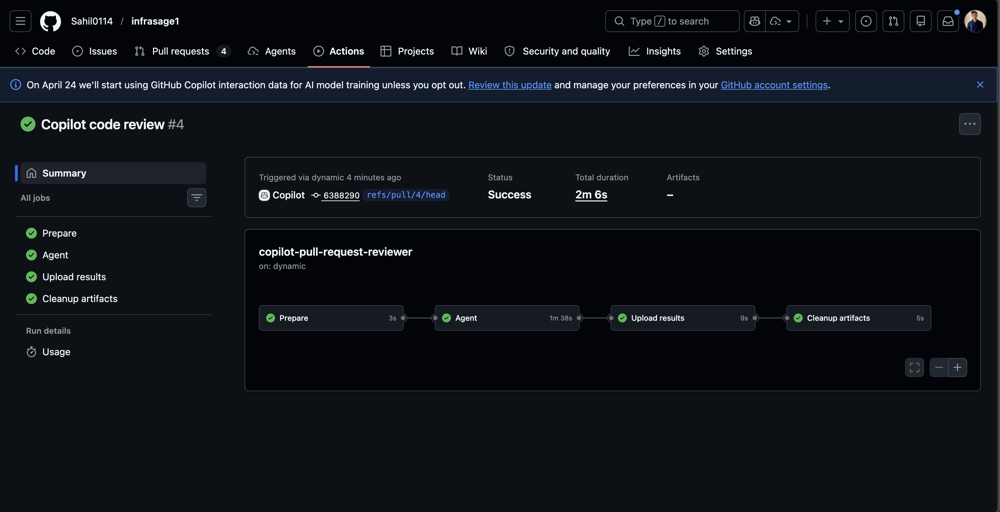 Sahil0114 / infrasage1
Type / to search
Code
Issues
Pull requests 4
Agents
Actions
Projects
Wiki
Security and quality
Insights
Settings
On April 24 we'll start using GitHub Copilot interaction data for AI model training unless you opt out. Review this update and manage your preferences in your GitHub account settings.
Copilot code review #4
Summary
All jobs
Prepare
Agent
Upload results
Cleanup artifacts
Run details
Usage
Triggered via dynamic 4 minutes ago
Copilot 6388290 refs/pull/4/head
Status
Success
Total duration
2m 6s
Artifacts
–
copilot-pull-request-reviewer
on: dynamic
Prepare 3s
Agent 1m 38s
Upload results 9s
Cleanup artifacts 5s